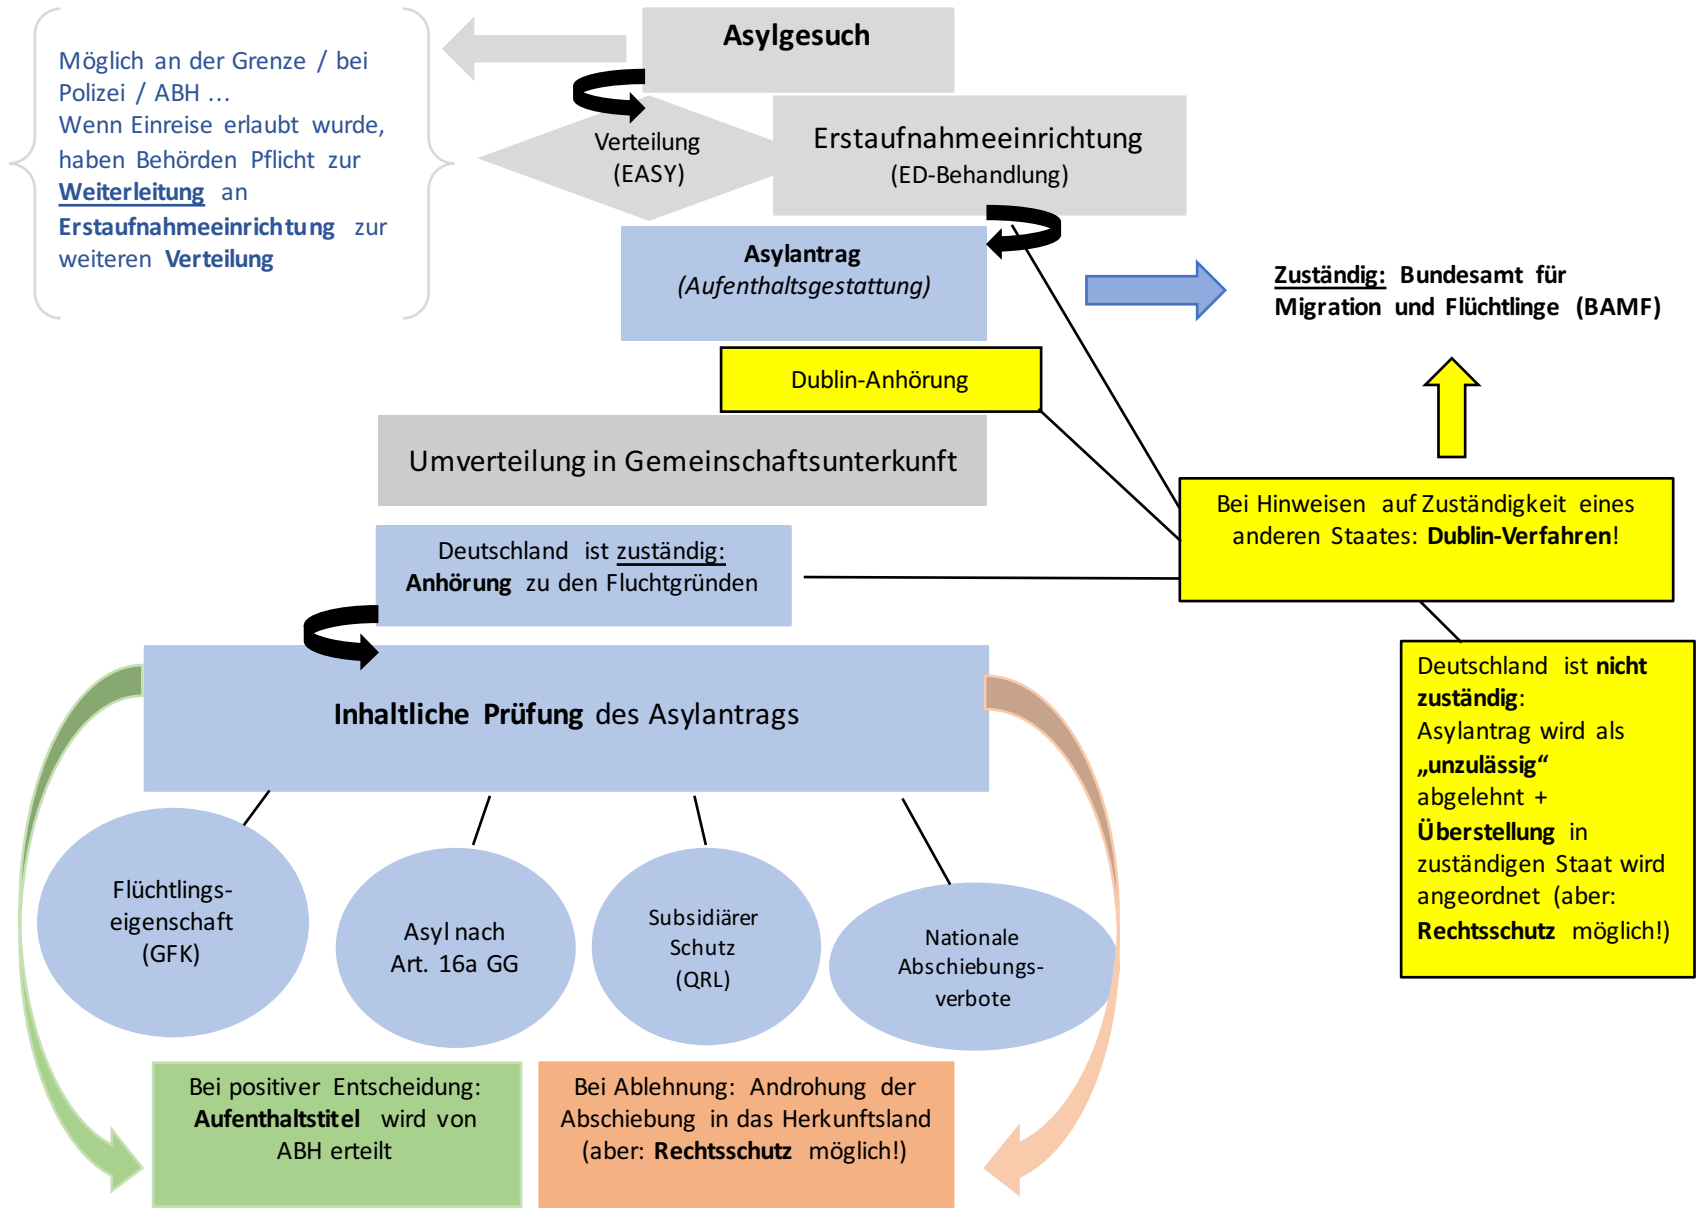 Asylgesuch
Möglich an der Grenze / bei
Polizei / ABH …
Wenn Einreise erlaubt wurde,
haben Behörden Pflicht zur
Weiterleitung an
Erstaufnahmeeinrichtung zur
weiteren Verteilung
Verteilung
(EASY)
Erstaufnahmeeinrichtung
(ED-Behandlung)
Asylantrag
(Aufenthaltsgestattung)
Zuständig: Bundesamt für
Migration und Flüchtlinge (BAMF)
Dublin-Anhörung
Umverteilung in Gemeinschaftsunterkunft
Bei Hinweisen auf Zuständigkeit eines
anderen Staates: Dublin-Verfahren!
Deutschland ist zuständig:
Anhörung zu den Fluchtgründen
Deutschland ist nicht
zuständig:
Asylantrag wird als
„unzulässig“
abgelehnt +
Überstellung in
zuständigen Staat wird
angeordnet (aber:
Rechtsschutz möglich!)
Inhaltliche Prüfung des Asylantrags
Flüchtlings-
eigenschaft
(GFK)
Asyl nach
Art. 16a GG
Subsidiärer
Schutz
(QRL)
Nationale
Abschiebungs-
verbote
Bei positiver Entscheidung:
Aufenthaltstitel wird von
ABH erteilt
Bei Ablehnung: Androhung der
Abschiebung in das Herkunftsland
(aber: Rechtsschutz möglich!)